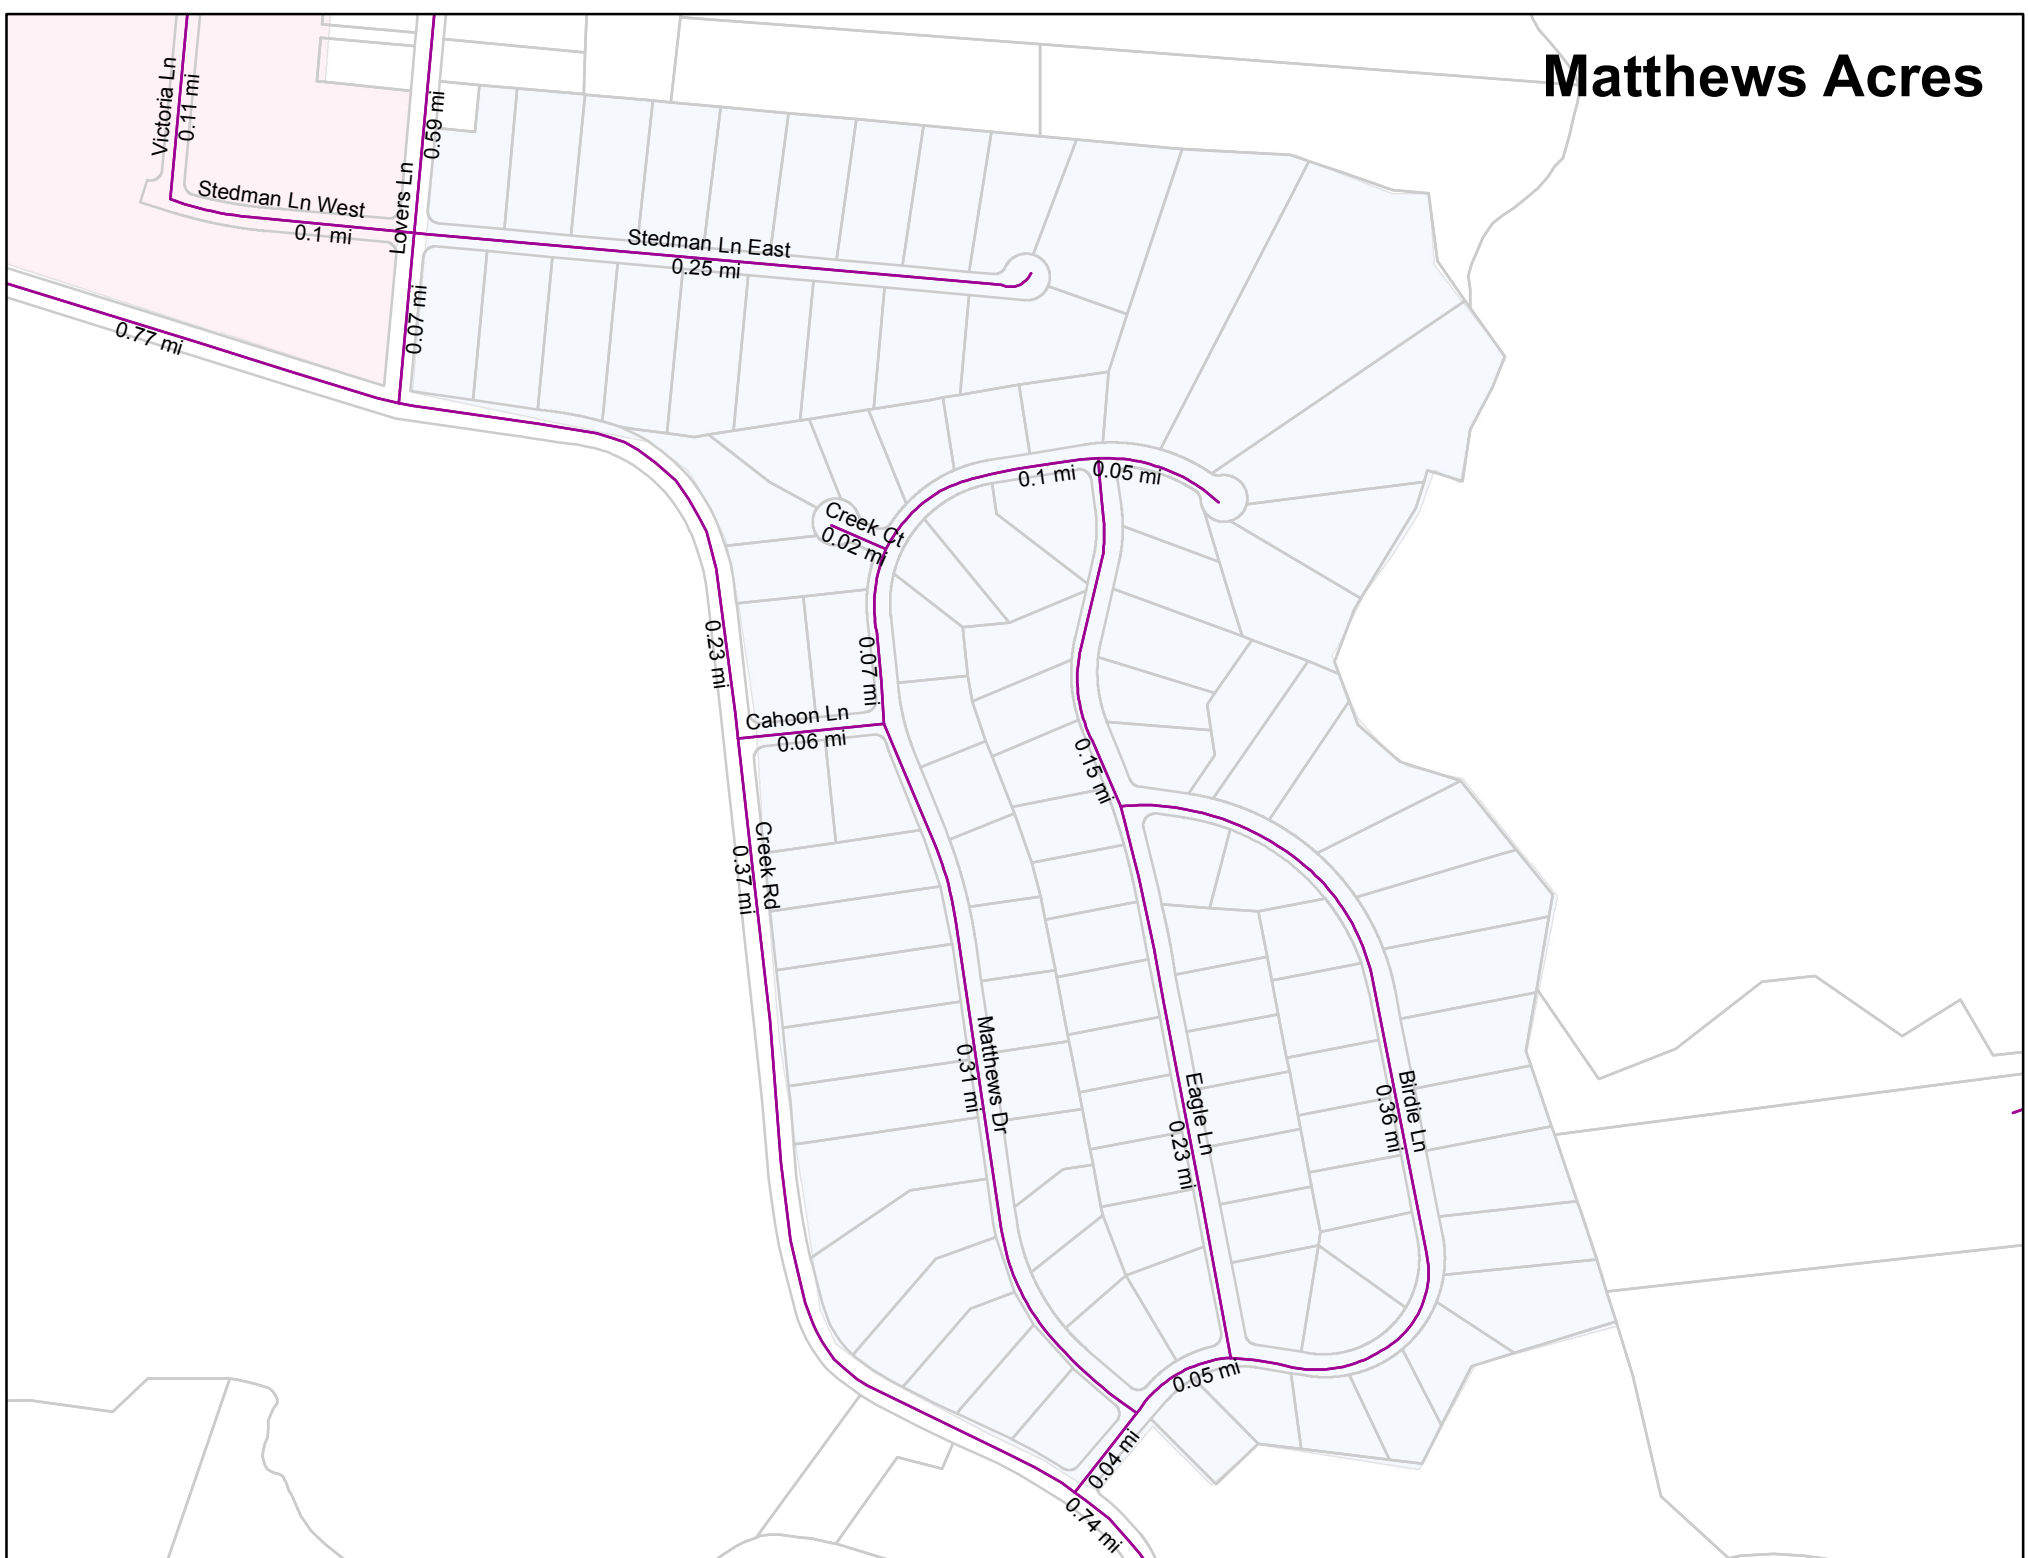 Matthews Acres
Victoria Ln
0.11 mi
0.59 mi
Stedman Ln West
0.1 mi
Lovers Ln
Stedman Ln East
0.25 mi
0.07 mi
0.77 mi
0.1 mi
0.05 mi
Creek Ct
0.02 mi
0.23 mi
0.07 mi
Cahoon Ln
0.06 mi
0.15 mi
Creek Rd
0.37 mi
Matthews Dr
0.31 mi
Eagle Ln
0.23 mi
Birdie Ln
0.36 mi
0.05 mi
0.04 mi
0.74 mi